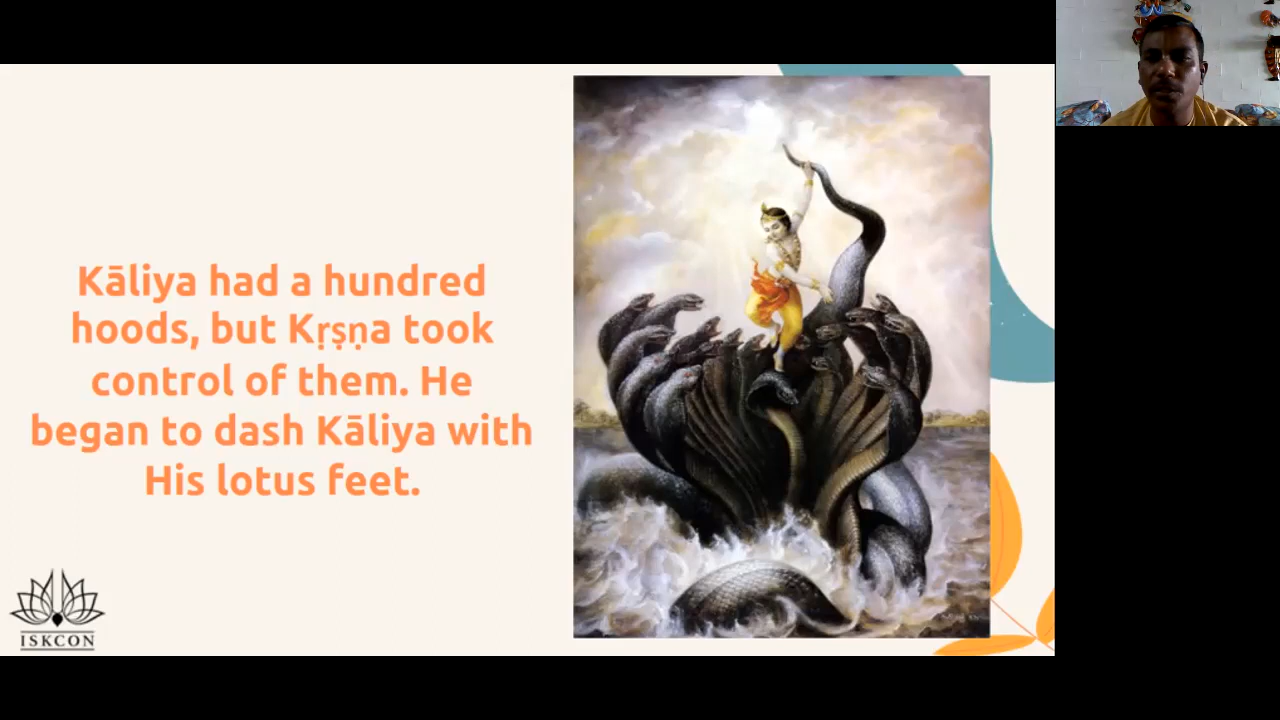 Kāliya had a hundred
hoods, but Kṛṣṇa took
control of them. He
began to dash Kāliya with
His lotus feet.
ISKCON